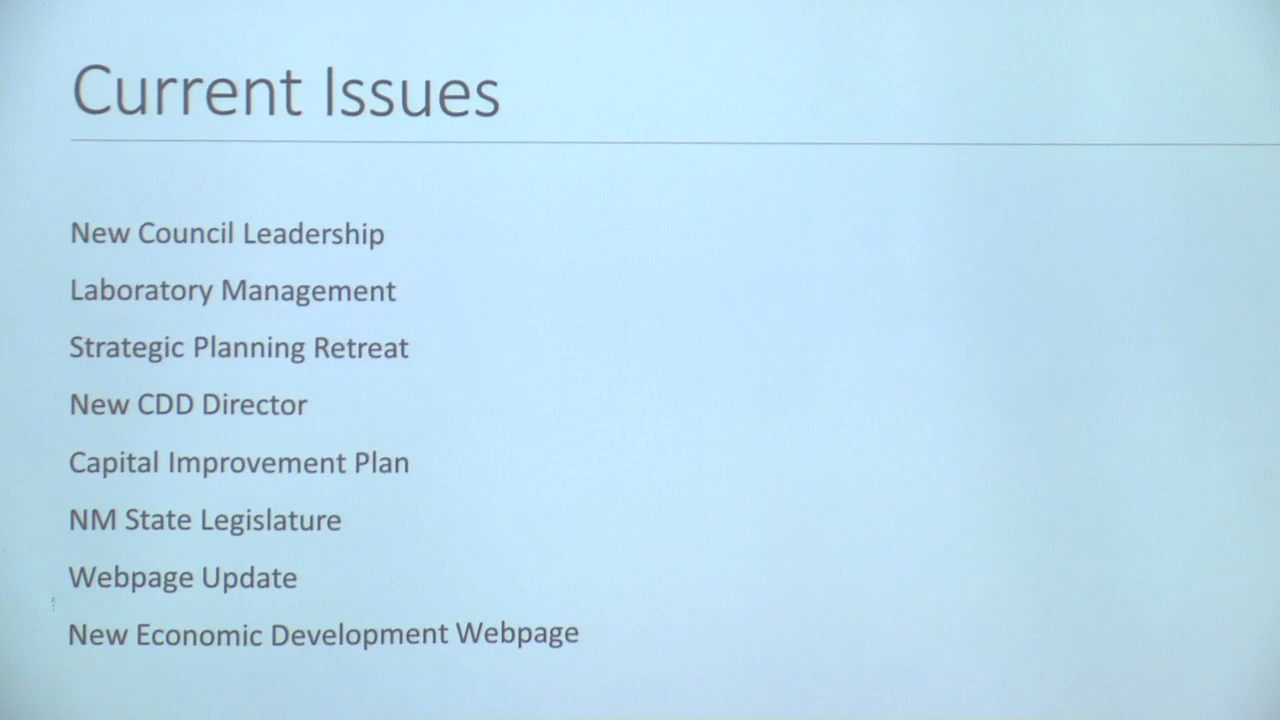 Current Issues
New Council Leadership
Laboratory Management
Strategic Planning Retreat
New CDD Director
Capital Improvement Plan
NM State Legislature
Webpage Update
New Economic Development Webpage